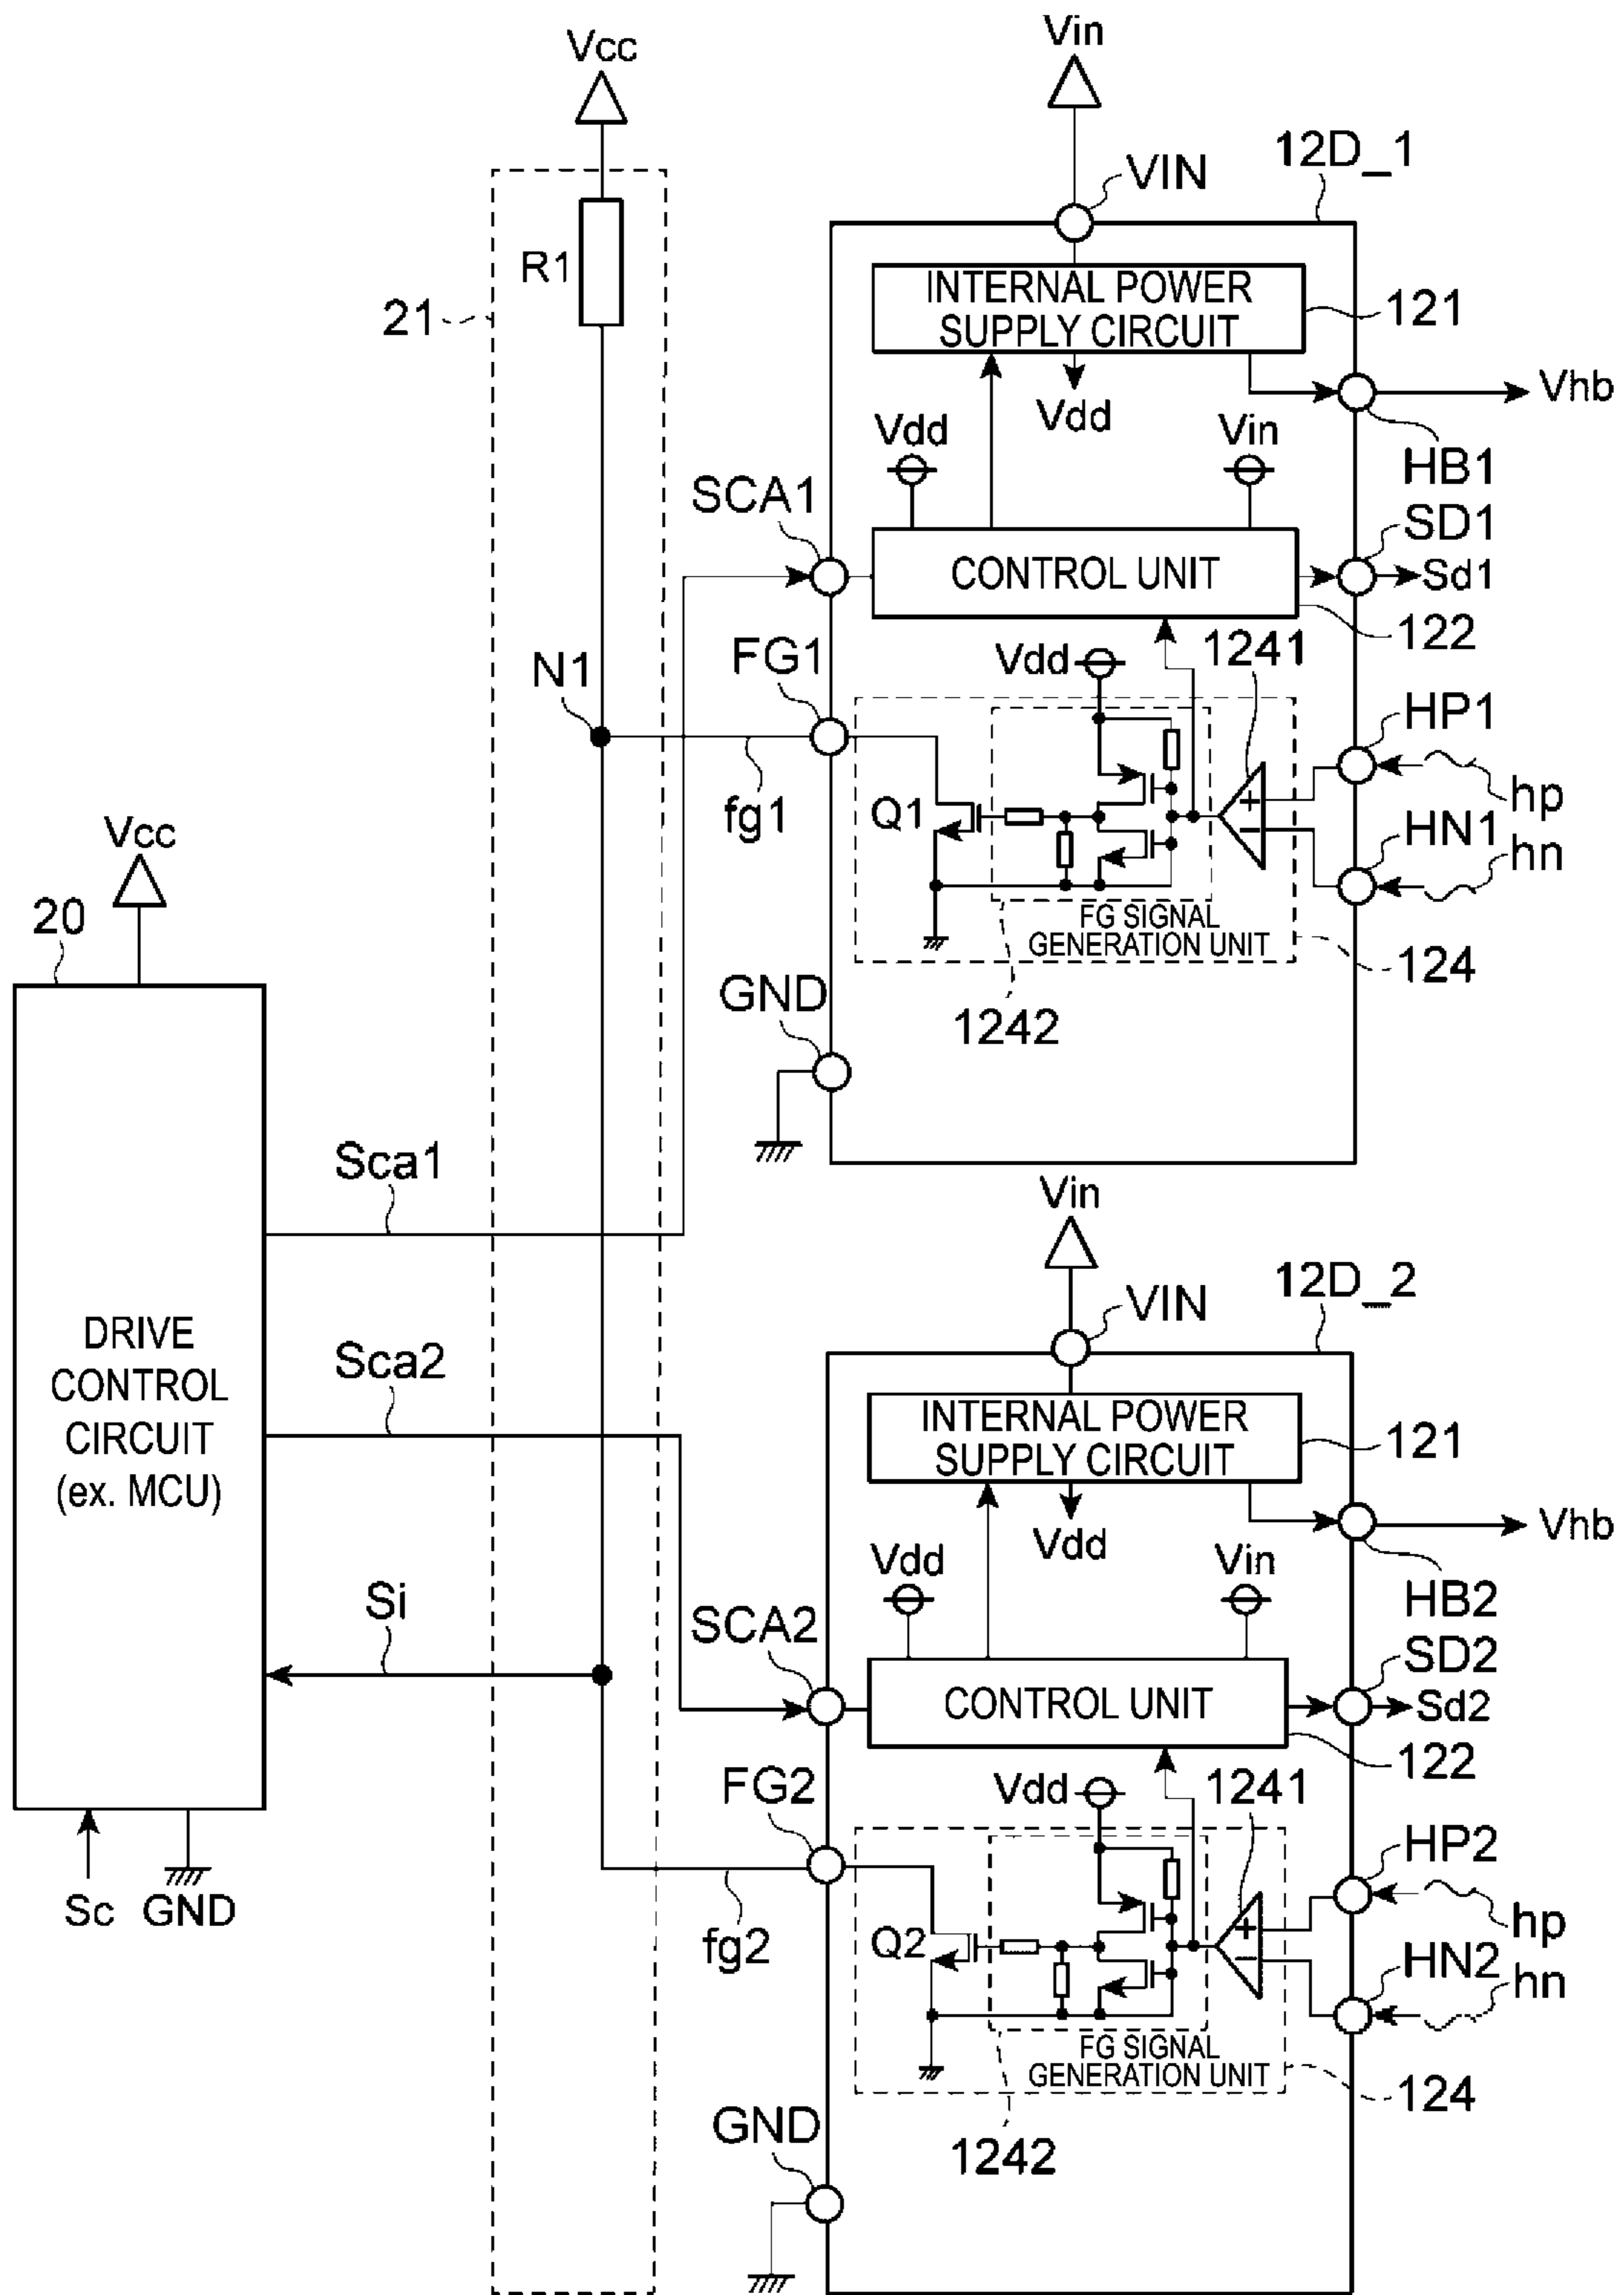 Vin
Vcc
12D_1
VIN
R1
INTERNAL POWER
SUPPLY CIRCUIT
121
21
Vhb
Vdd
Vdd
Vin
HB1
SCA1
SD1
CONTROL UNIT
Sd1
122
1241
FG1
Vdd
N1
HP1
hp
fg1
Q1
HN1
hn
Vcc
20
FG SIGNAL
GENERATION UNIT
124
GND
1242
Sca1
Vin
12D_2
VIN
DRIVE
CONTROL
CIRCUIT
(ex. MCU)
Sca2
INTERNAL POWER
SUPPLY CIRCUIT
121
Vhb
Vdd
Vdd
Vin
HB2
Si
SCA2
SD2
CONTROL UNIT
Sd2
122
FG2
Vdd
1241
HP2
Sc
GND
hp
fg2
Q2
HN2
hn
FG SIGNAL
GENERATION UNIT
124
GND
1242